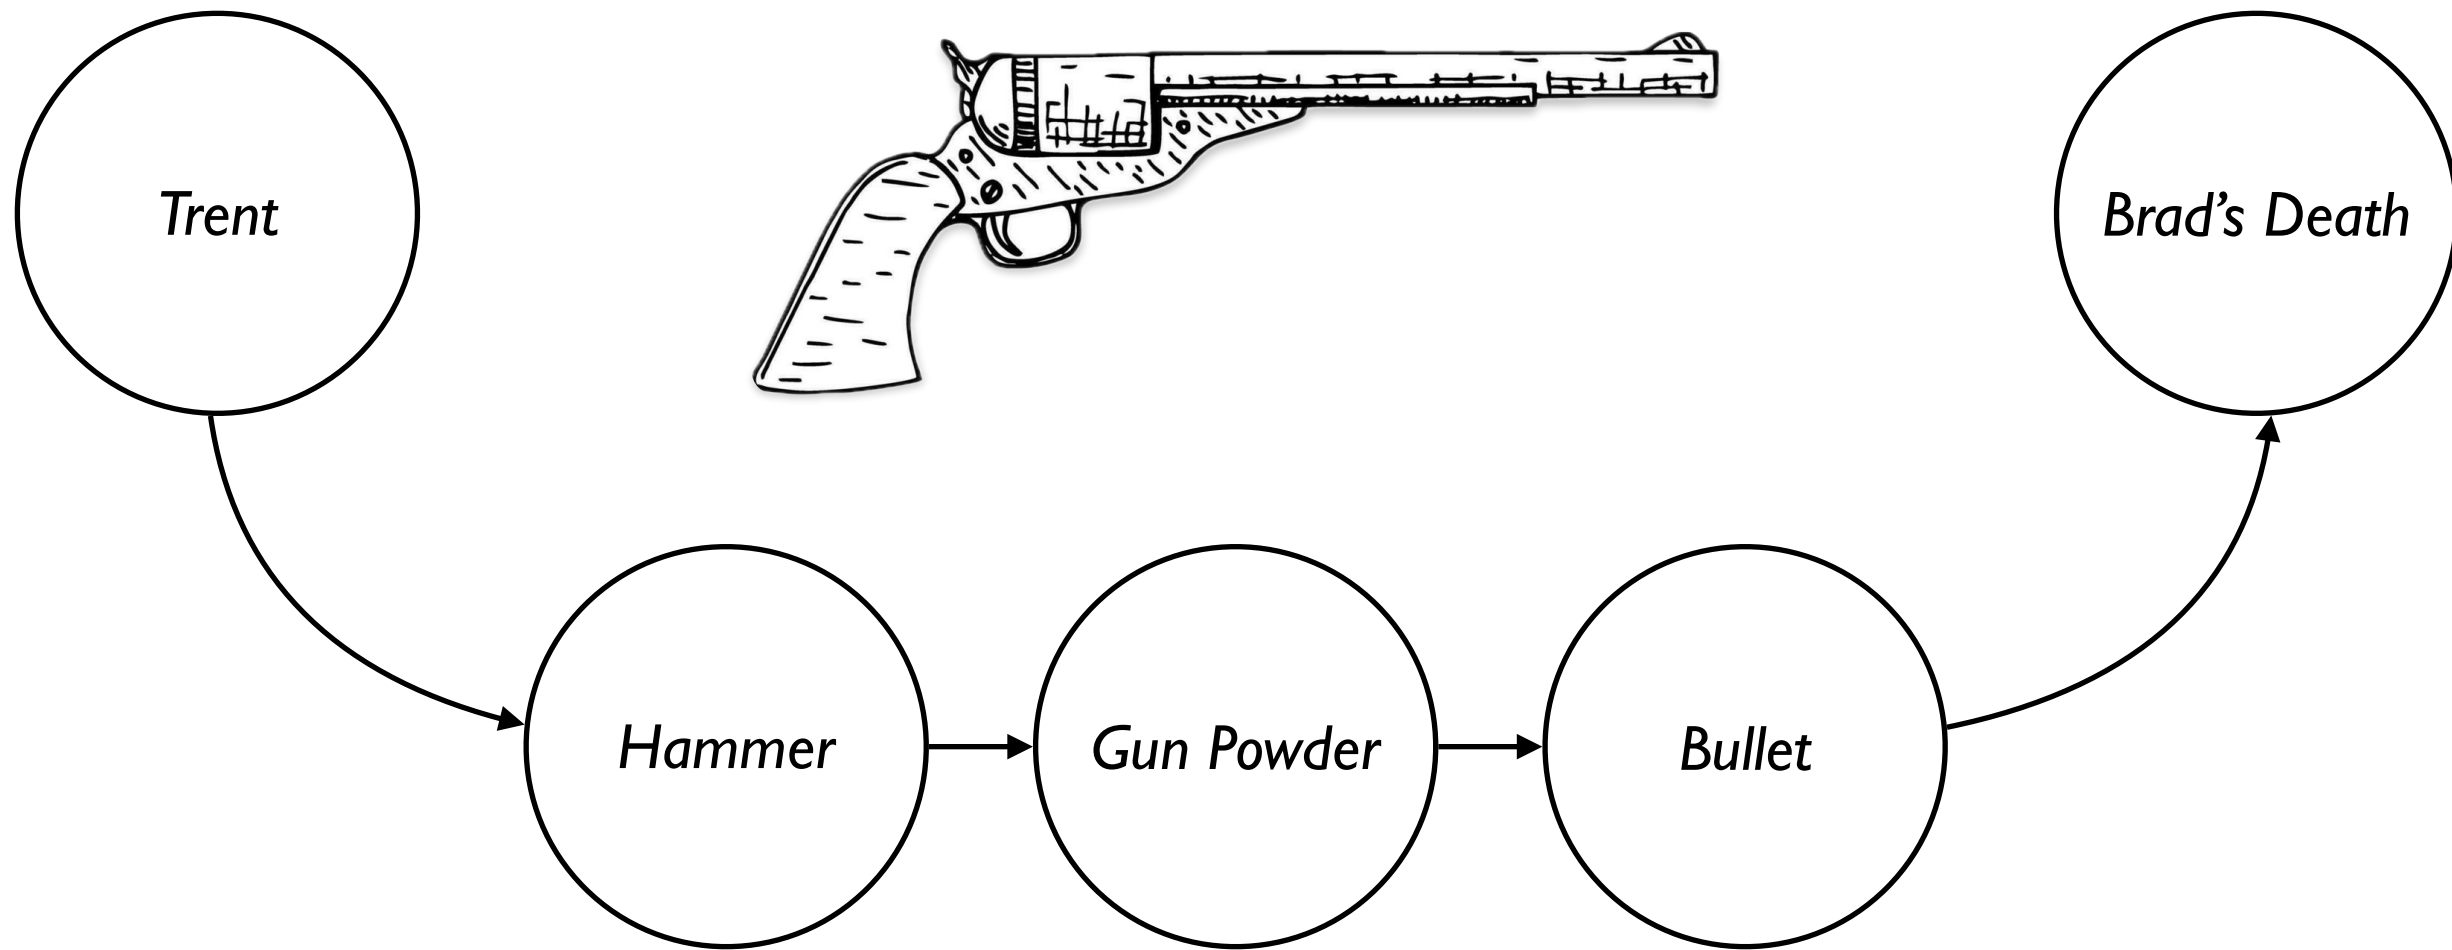 Trent
Brad’s Death
Hammer
Gun Powder
Bullet